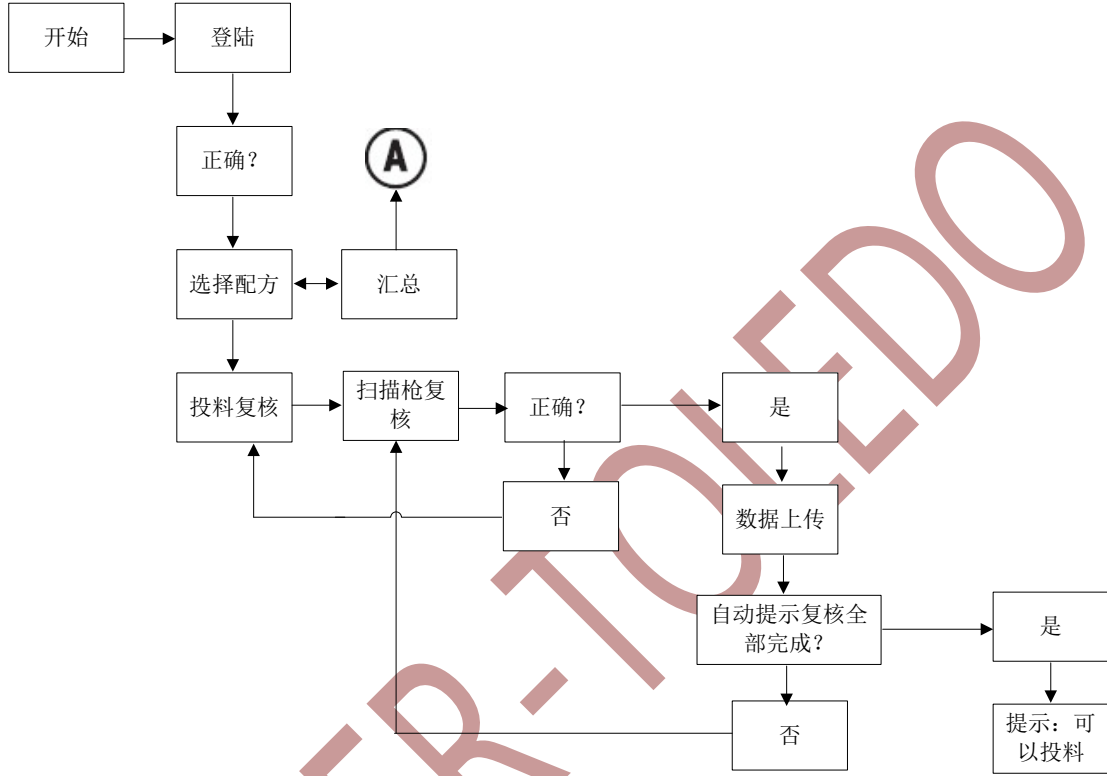 开始
登陆
正确？
A
选择配方
汇总
投料复核
扫描枪复
核
正确？
是
否
数据上传
自动提示复核全
部完成？
是
否
提示：可
以投料
ER-TOLEDO